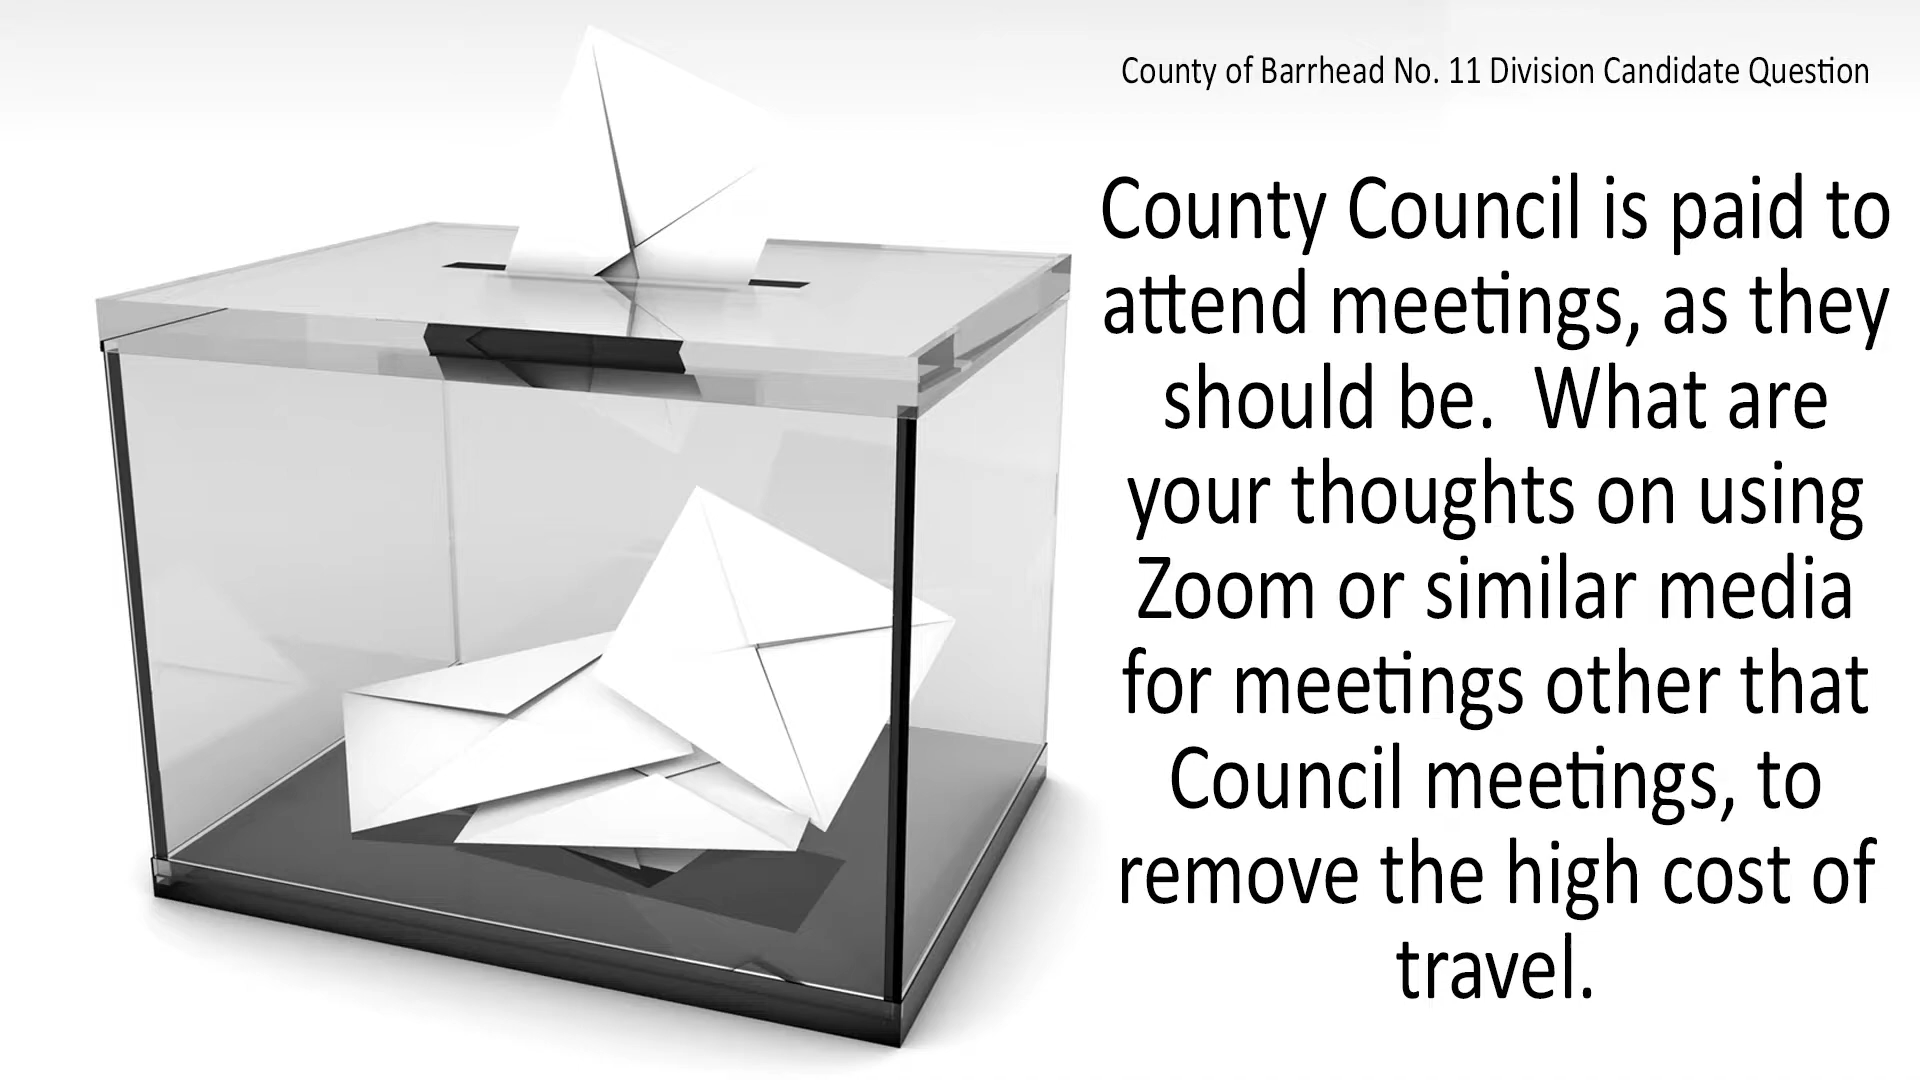 County of Barrhead No. 11 Division Candidate Question
County Council is paid to
attend meetings, as they
should be.  What are
your thoughts on using
Zoom or similar media
for meetings other that
Council meetings, to
remove the high cost of
travel.